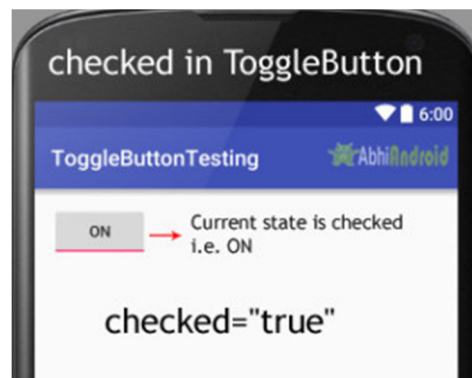 checked in ToggleButton
6:00
ToggleButtonTesting
AbhiAndroid
ON
Current state is checked
i.e. ON
checked="true"